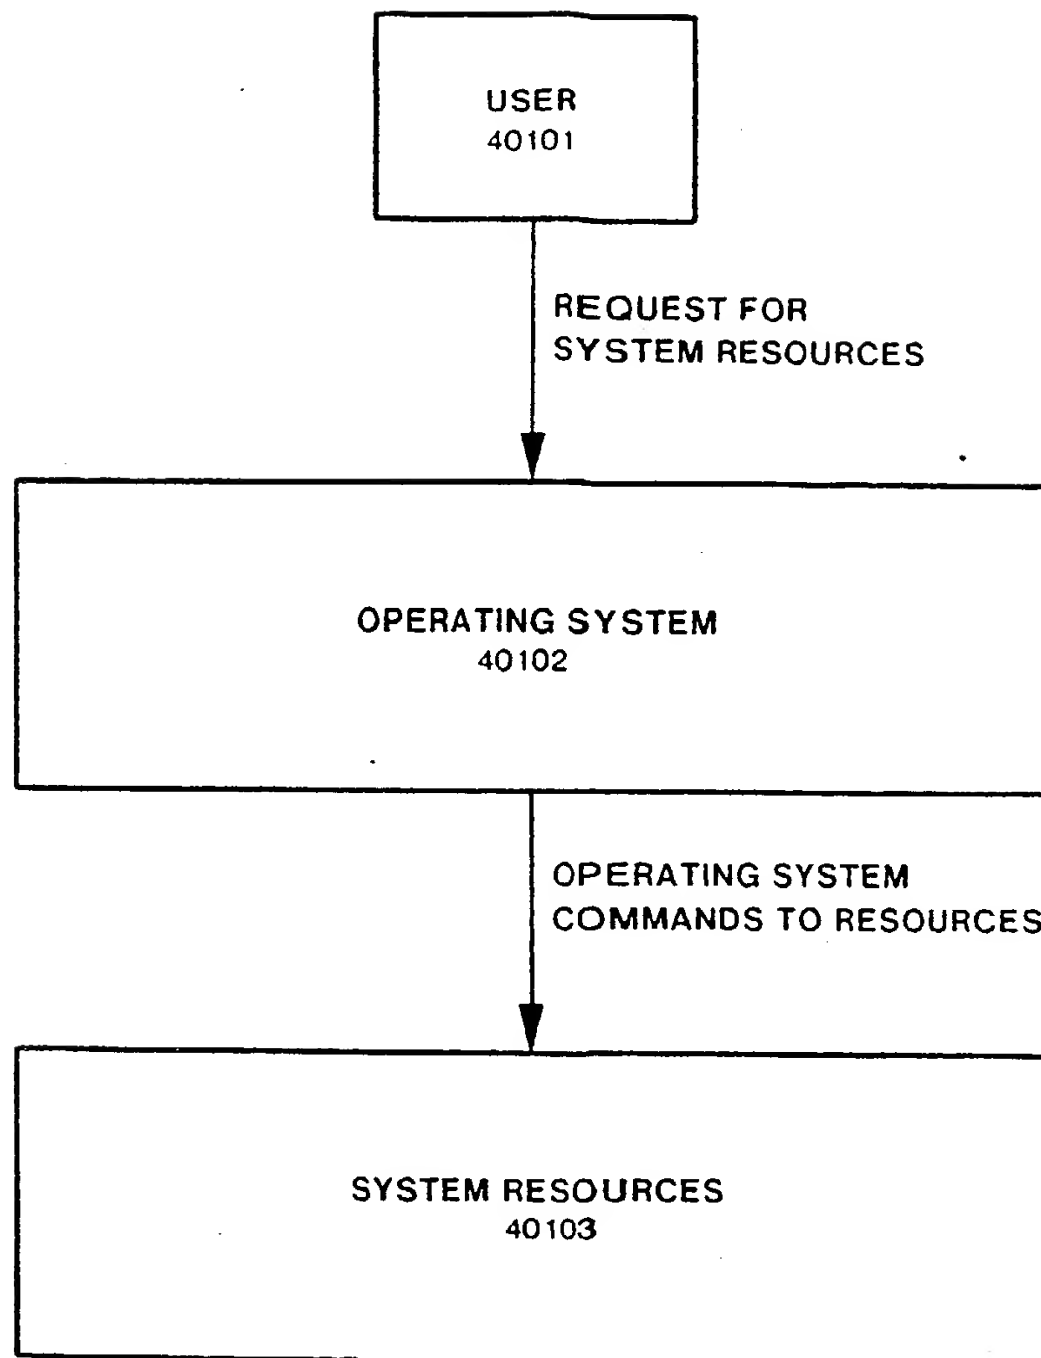 USER
40101
REQUEST FOR
SYSTEM RESOURCES
OPERATING SYSTEM
40102
OPERATING SYSTEM
COMMANDS TO RESOURCES
SYSTEM RESOURCES
40103